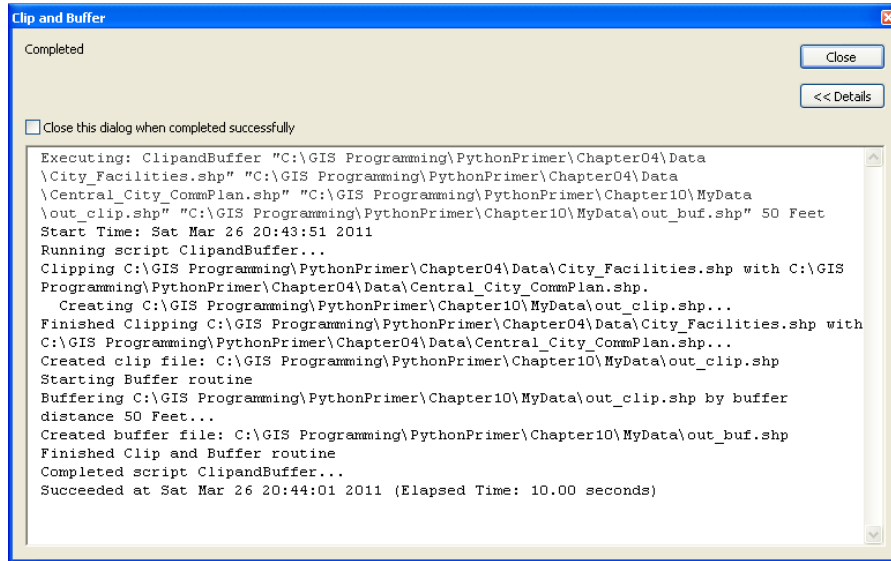 Clip and Buffer
Completed
Close
<< Details
Close this dialog when completed successfully
Executing: ClipandBuffer "C:\GIS Programming\PythonPrimer\Chapter04\Data
\City_Facilities.shp" "C:\GIS Programming\PythonPrimer\Chapter04\Data
\Central_City_CommPlan.shp" "C:\GIS Programming\PythonPrimer\Chapter10\MyData
\out_clip.shp" "C:\GIS Programming\PythonPrimer\Chapter10\MyData\out_buf.shp" 50 Feet
Start Time: Sat Mar 26 20:43:51 2011
Running script ClipandBuffer...
Clipping C:\GIS Programming\PythonPrimer\Chapter04\Data\City_Facilities.shp with C:\GIS
Programming\PythonPrimer\Chapter04\Data\Central_City_CommPlan.shp.
Creating C:\GIS Programming\PythonPrimer\Chapter10\MyData\out_clip.shp...
Finished Clipping C:\GIS Programming\PythonPrimer\Chapter04\Data\City_Facilities.shp with
C:\GIS Programming\PythonPrimer\Chapter04\Data\Central_City_CommPlan.shp...
Created clip file: C:\GIS Programming\PythonPrimer\Chapter10\MyData\out_clip.shp
Starting Buffer routine
Buffering C:\GIS Programming\PythonPrimer\Chapter10\MyData\out_clip.shp by buffer
distance 50 Feet...
Created buffer file: C:\GIS Programming\PythonPrimer\Chapter10\MyData\out_buf.shp
Finished Clip and Buffer routine
Completed script ClipandBuffer...
Succeeded at Sat Mar 26 20:44:01 2011 (Elapsed Time: 10.00 seconds)